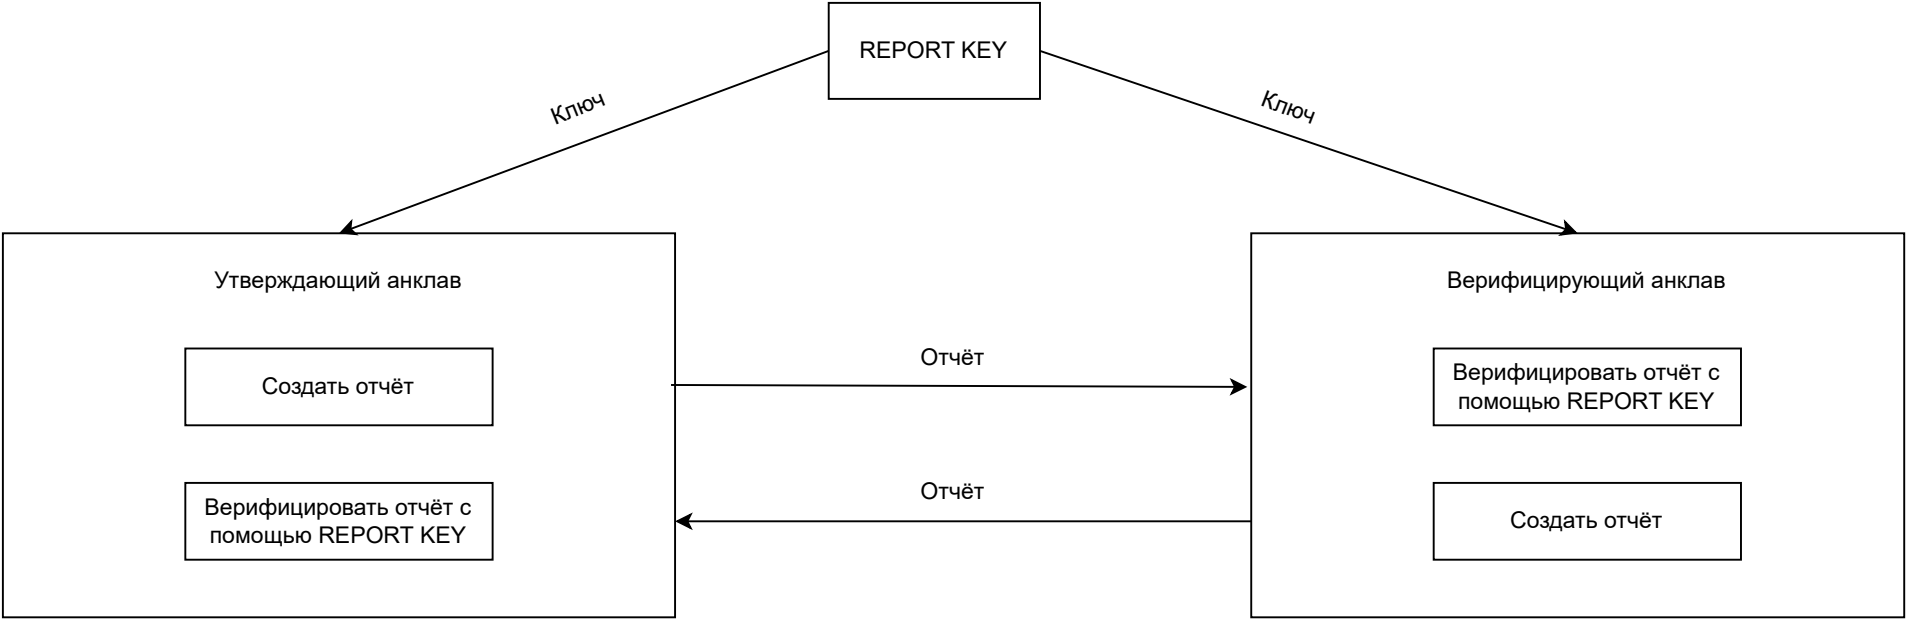 REPORT KEY
Ключ
Ключ
Утверждающий анклав
Верифицирующий анклав
Создать отчёт
Отчёт
Верифицировать отчёт с
помощью REPORT KEY
Верифицировать отчёт с
помощью REPORT KEY
Отчёт
Создать отчёт